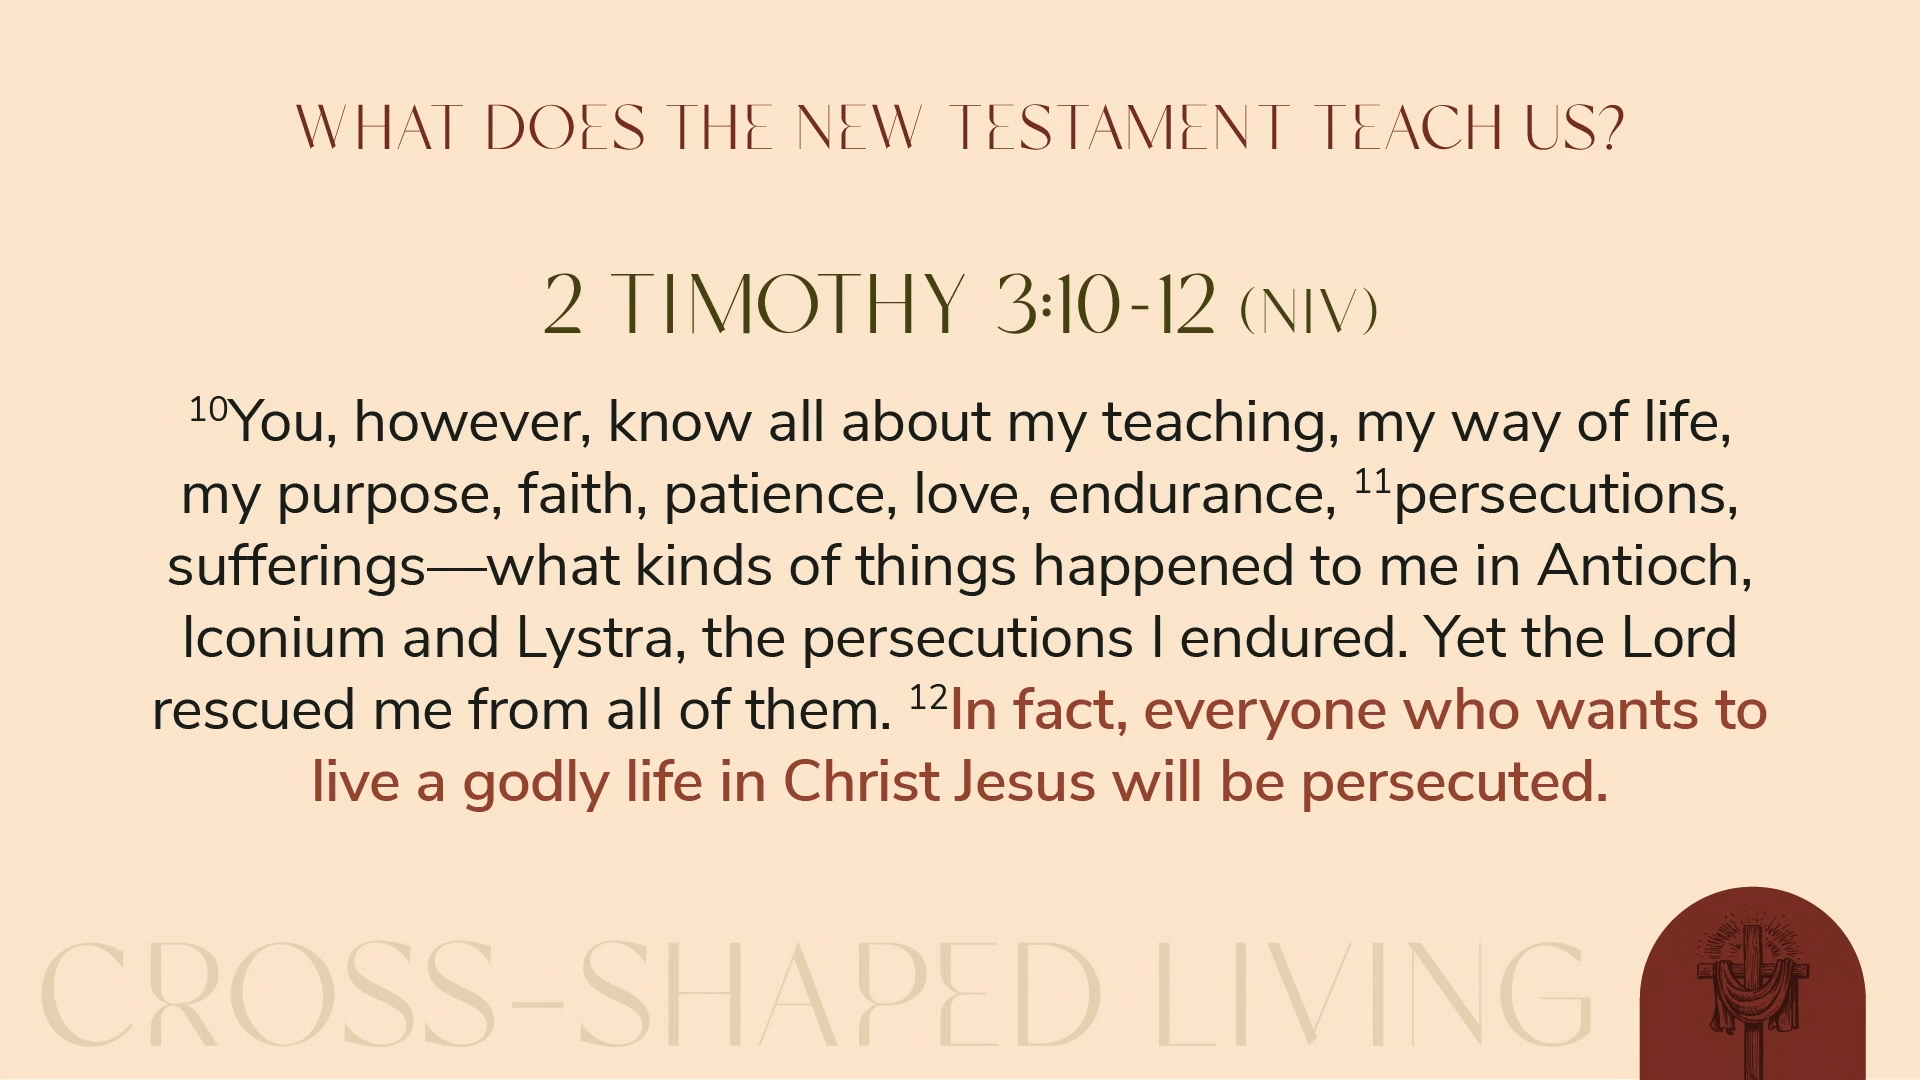 WHAT DOES THE NEW TESTAMENT TEACH US?
2 TIMOTHY 3:10-12 (NIV)
¹⁰You, however, know all about my teaching, my way of life,
my purpose, faith, patience, love, endurance, ¹¹persecutions,
sufferings—what kinds of things happened to me in Antioch,
Iconium and Lystra, the persecutions I endured. Yet the Lord
rescued me from all of them. ¹²In fact, everyone who wants to
live a godly life in Christ Jesus will be persecuted.
CROSS-SHAPED LIVING